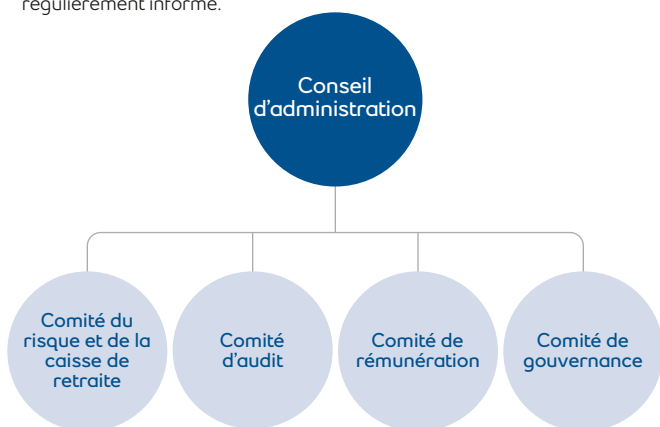 régulièrement informé.
Conseil
d'administration
Comité du
risque et de la
caisse de
retraite
Comité
d'audit
Comité de
rémunération
Comité de
gouvernance